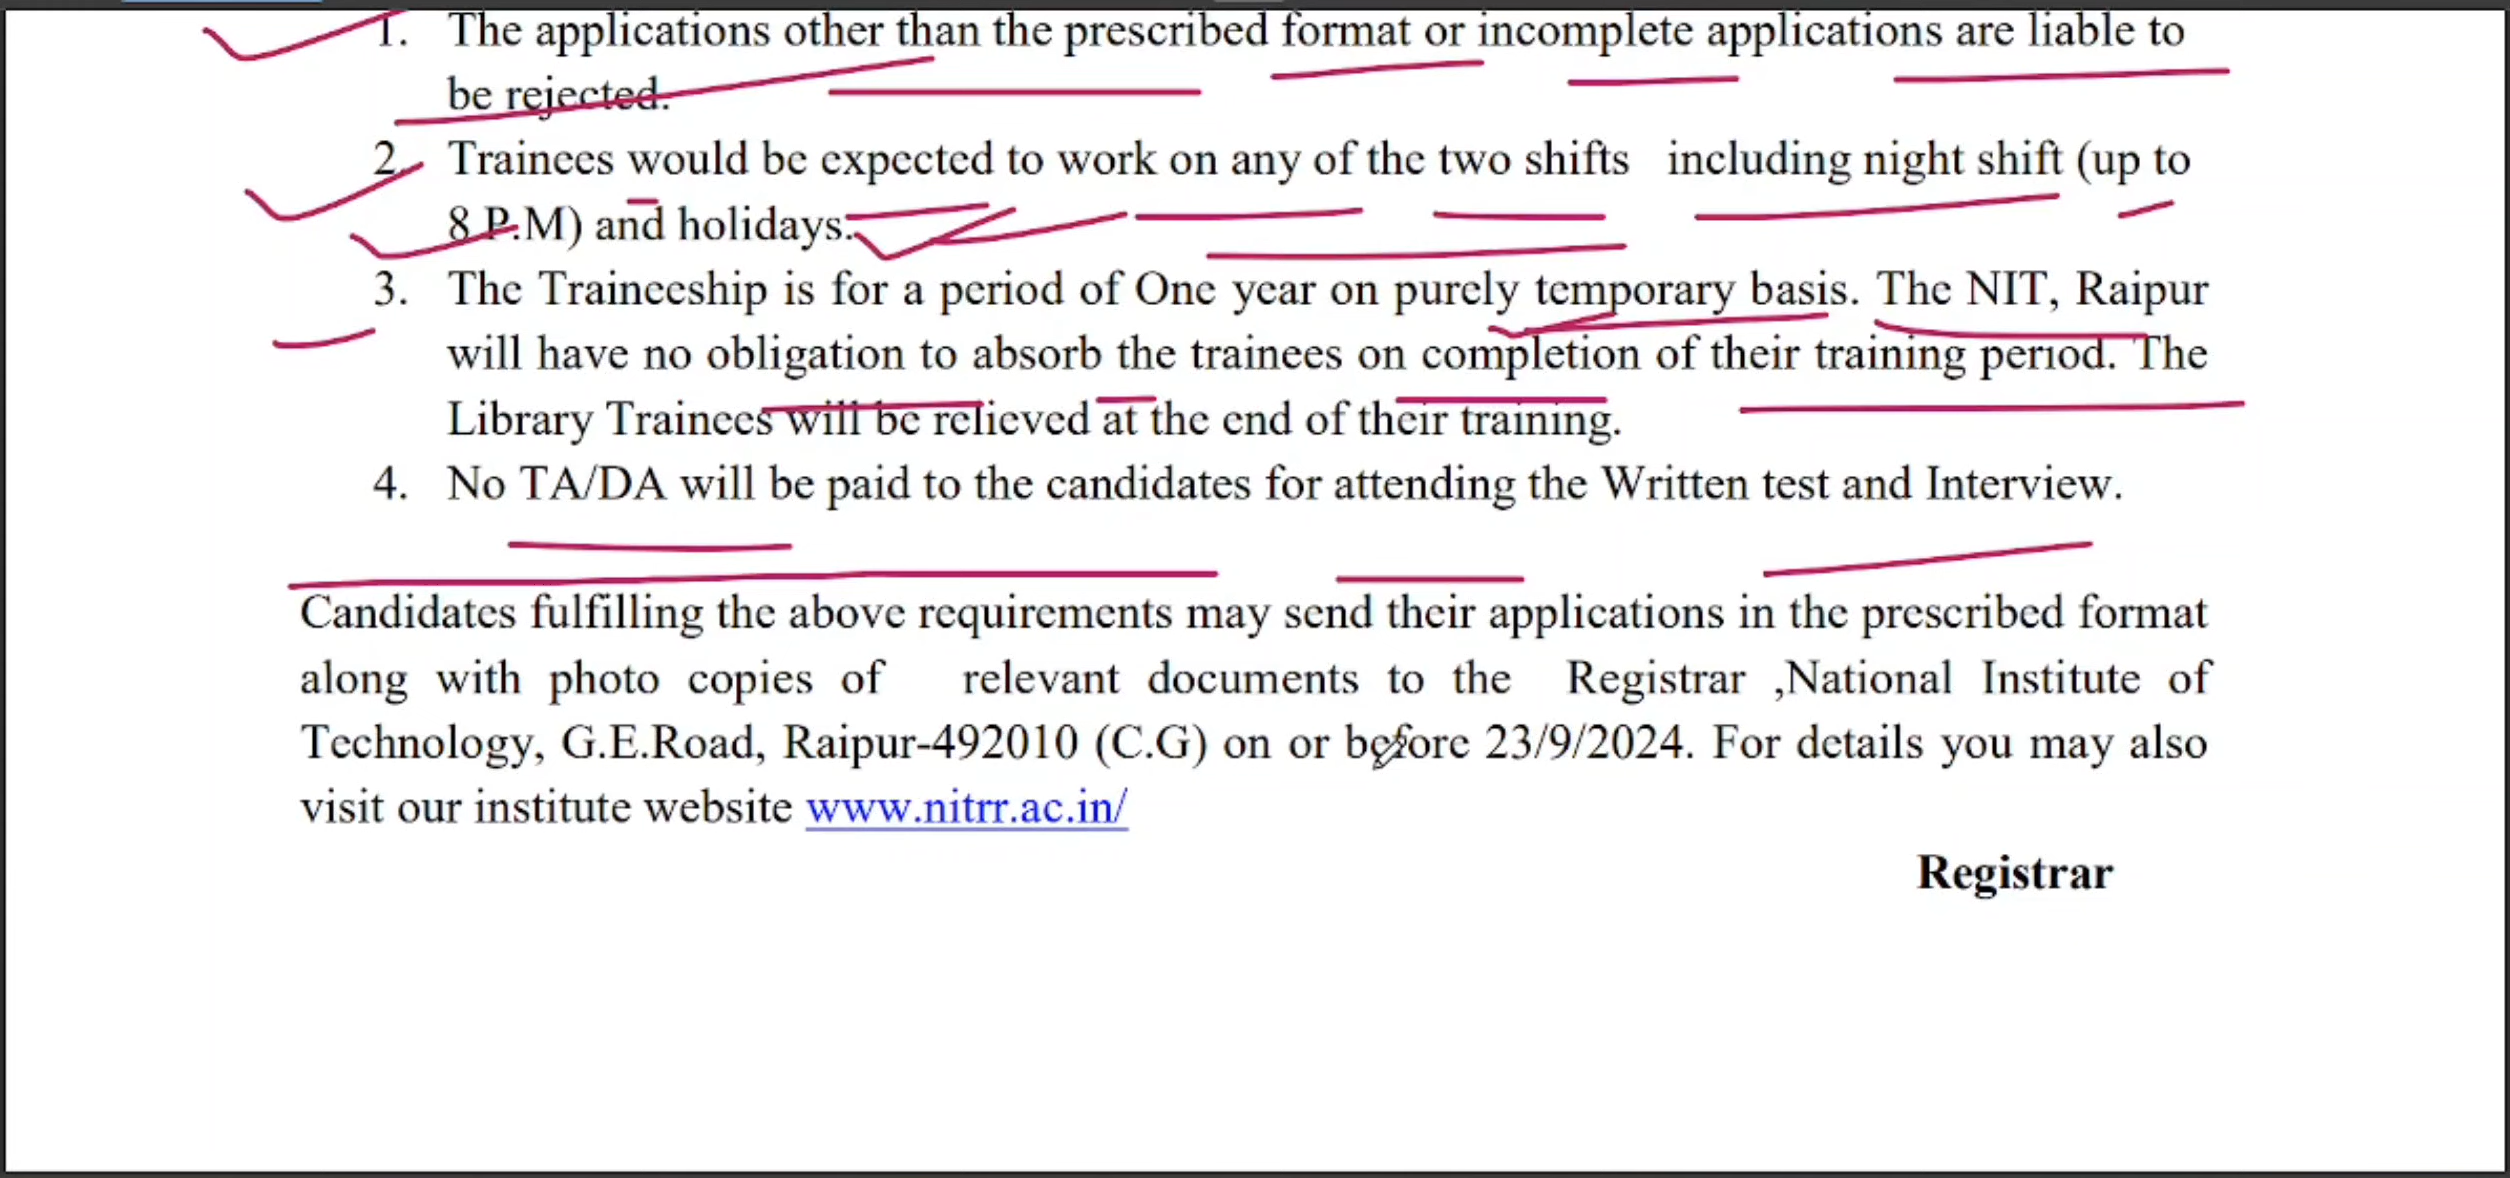 1. The applications other than the prescribed format or incomplete applications are liable to
be rejected.
2. Trainees would be expected to work on any of the two shifts including night shift (up to
8 P.M) and holidays.
3. The Traineeship is for a period of One year on purely temporary basis. The NIT, Raipur
will have no obligation to absorb the trainees on completion of their training period. The
Library Trainees will be relieved at the end of their training.
4. No TA/DA will be paid to the candidates for attending the Written test and Interview.
Candidates fulfilling the above requirements may send their applications in the prescribed format
along with photo copies of relevant documents to the Registrar ,National Institute of
Technology, G.E.Road, Raipur-492010 (C.G) on or before 23/9/2024. For details you may also
visit our institute website www.nitrr.ac.in/
Registrar